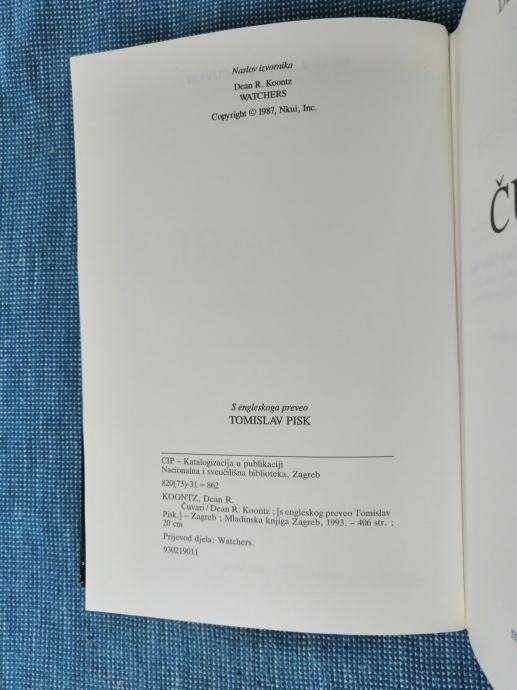 Naslov izvornika
Dean R. Koontz
WATCHERS
Copyright © 1987, Nkui, Inc.
S engleskoga preveo
TOMISLAV PISK
CIP – Katalogizacija u publikaciji
Nacionalna i sveučilišna biblioteka, Zagreb
820(73)-31 = 862
KOONTZ, Dean R.
Čuvari / Dean R. Koontz ; [s engleskog preveo Tomislav
Pisk.] – Zagreb ; Mladinska knjiga Zagreb, 1993. – 406 str. ;
20 cm
Prijevod djela: Watchers.
930219011